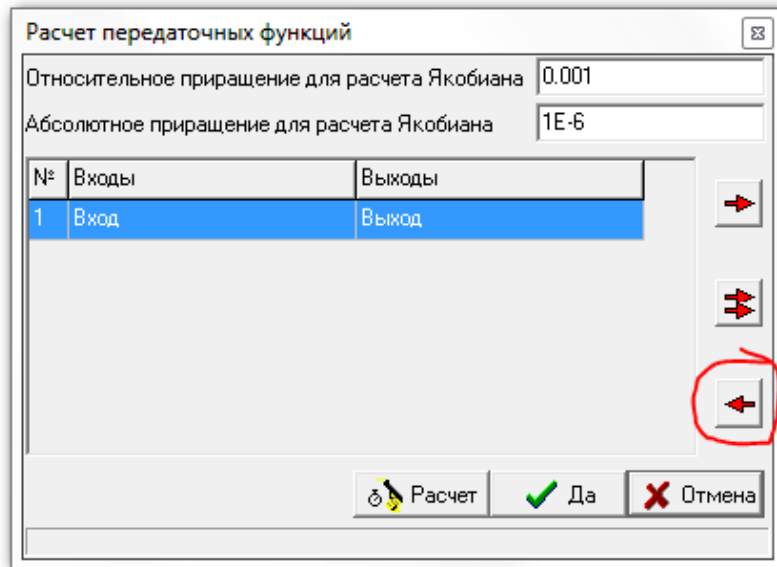 Расчет передаточных функций
Относительное приращение для расчета Якобиана 0.001
Абсолютное приращение для расчета Якобиана 1E-6
№ Входы Выходы
1 Вход Выход
Расчет Да Отмена